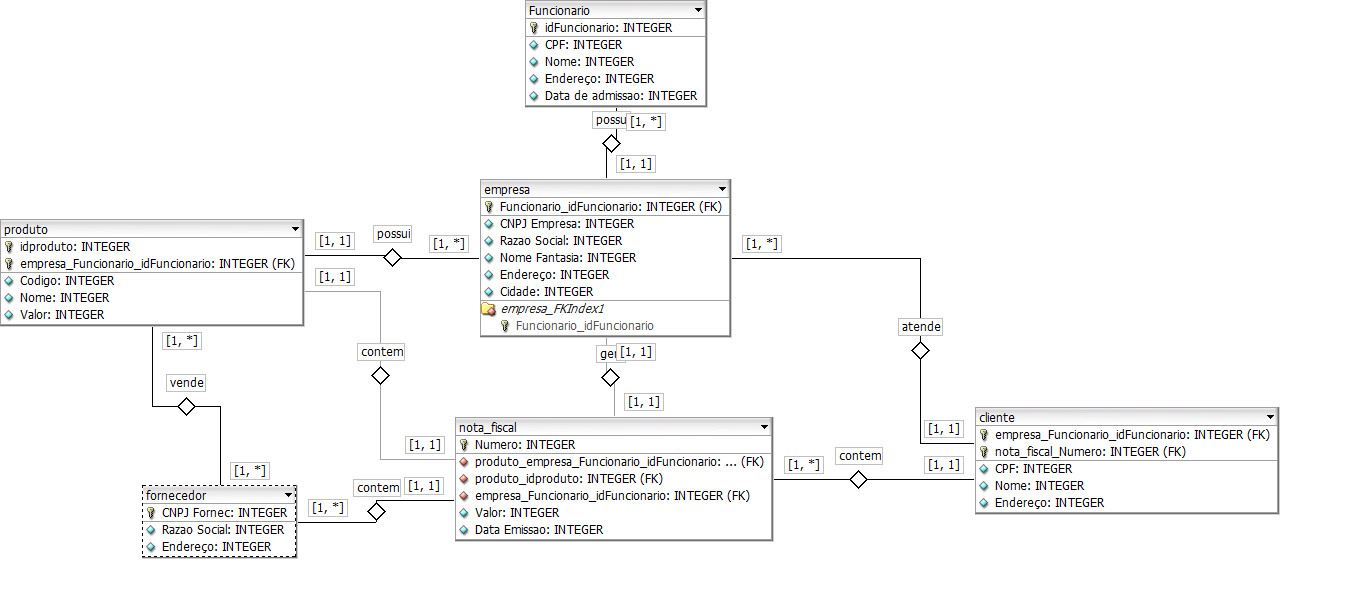 Funcionario
idFuncionario: INTEGER
CPF: INTEGER
Nome: INTEGER
Endereço: INTEGER
Data de admissao: INTEGER
[1, *]
[1, 1]
empresa
Funcionario_idFuncionario: INTEGER (FK)
CNPJ Empresa: INTEGER
Razao Social: INTEGER
Nome Fantasia: INTEGER
Endereço: INTEGER
Cidade: INTEGER
empresa_FKIndex1
Funcionario_idFuncionario
produto
idproduto: INTEGER
empresa_Funcionario_idFuncionario: INTEGER (FK)
Codigo: INTEGER
Nome: INTEGER
Valor: INTEGER
[1, 1]
possui
[1, *]
[1, 1]
contem
[1, 1]
[1, *]
vende
[1, *]
[1, 1]
[1, 1]
[1, *]
atende
[1, 1]
nota_fiscal
Numero: INTEGER
produto_empresa_Funcionario_idFuncionario: ... (FK)
produto_idproduto: INTEGER (FK)
empresa_Funcionario_idFuncionario: INTEGER (FK)
Valor: INTEGER
Data Emissao: INTEGER
[1, *]
contem
[1, 1]
cliente
empresa_Funcionario_idFuncionario: INTEGER (FK)
nota_fiscal_Numero: INTEGER (FK)
CPF: INTEGER
Nome: INTEGER
Endereço: INTEGER
fornecedor
CNPJ Fornec: INTEGER
Razao Social: INTEGER
Endereço: INTEGER
[1, *]
contem
[1, 1]